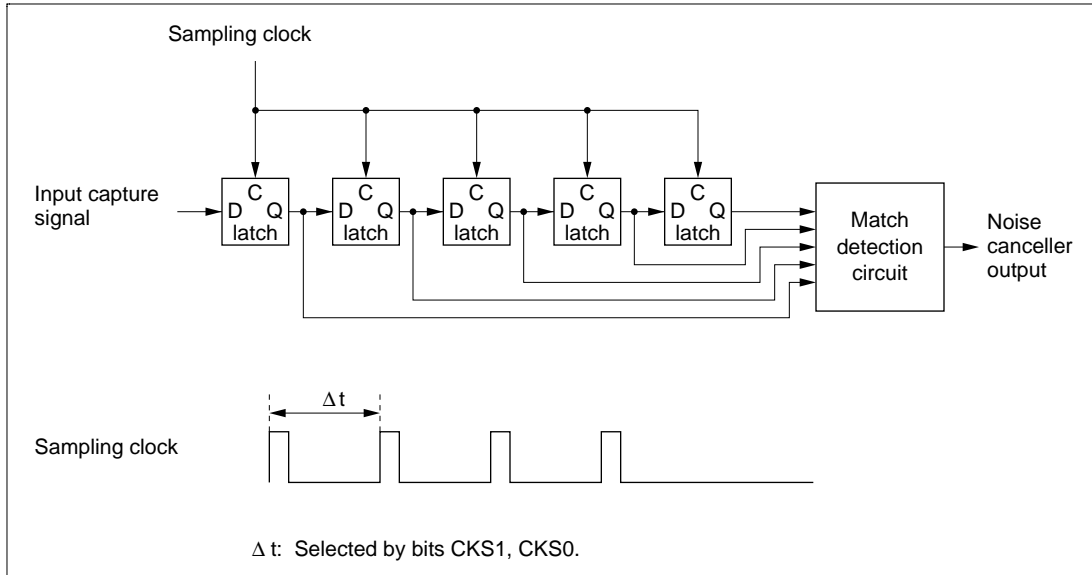 Sampling clock
Input capture
signal
C
D Q
latch
C
D Q
latch
C
D Q
latch
C
D Q
latch
C
D Q
latch
Match
detection
circuit
Noise
canceller
output
Δ t
Sampling clock
Δ t: Selected by bits CKS1, CKS0.